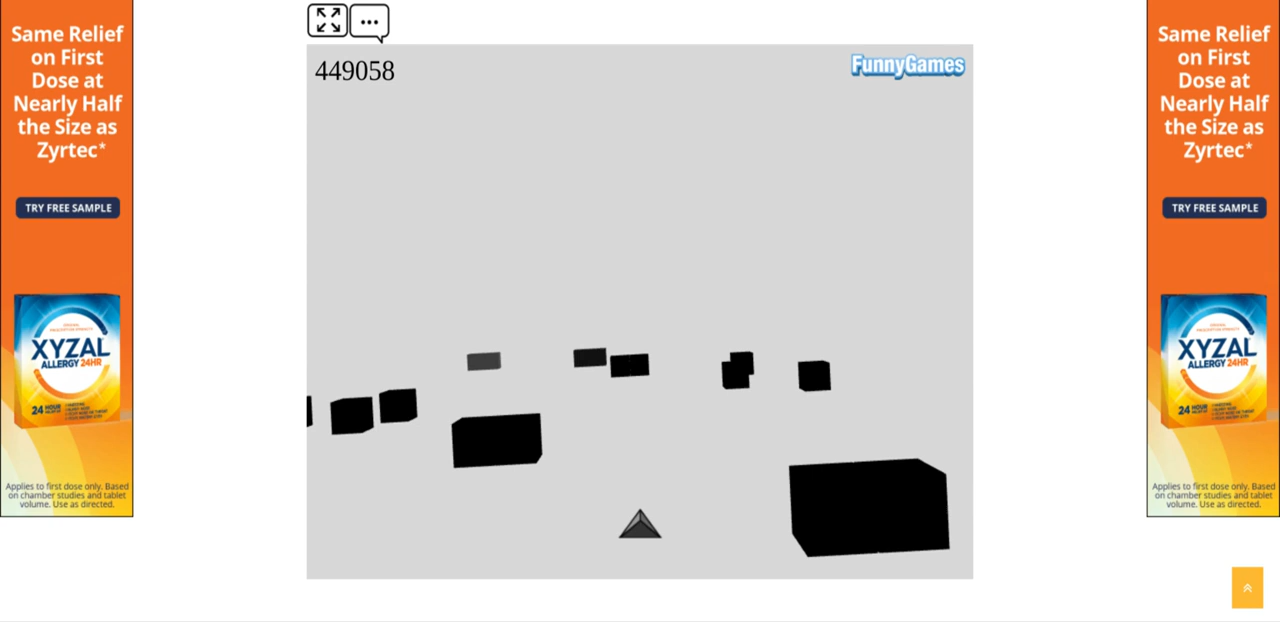 Same Relief
on First
Dose at
Nearly Half
the Size as
Zyrtec*
TRY FREE SAMPLE
XYZAL
ALLERGY 24HR
24 HOUR
Applies to first dose only. Based
on chamber studies and tablet
volume. Use as directed.
449058
FunnyGames
Same Relief
on First
Dose at
Nearly Half
the Size as
Zyrtec*
TRY FREE SAMPLE
XYZAL
ALLERGY 24HR
24 HOUR
Applies to first dose only. Based
on chamber studies and tablet
volume. Use as directed.